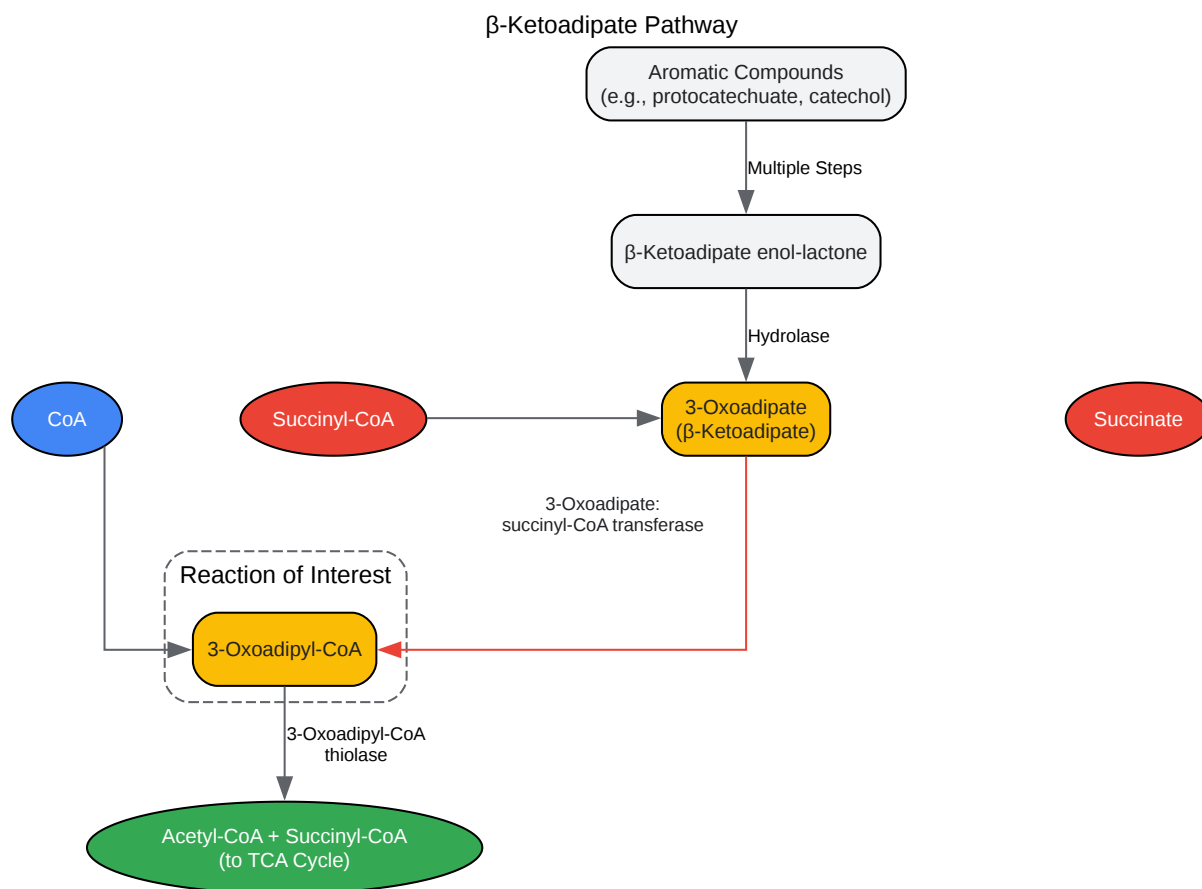 β-Ketoadipate Pathway
Aromatic Compounds
(e.g., protocatechuate, catechol)
Multiple Steps
β-Ketoadipate enol-lactone
Hydrolase
CoA
Succinyl-CoA
3-Oxoadipate
(β-Ketoadipate)
Succinate
3-Oxoadipate:
succinyl-CoA transferase
Reaction of Interest
3-Oxoadipyl-CoA
3-Oxoadipyl-CoA
thiolase
Acetyl-CoA + Succinyl-CoA
(to TCA Cycle)